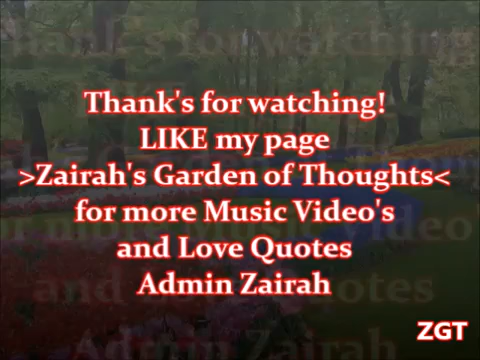 Thank's for watching!
LIKE my page
>Zairah's Garden of Thoughts<
for more Music Video's
and Love Quotes
Admin Zairah
ZGT